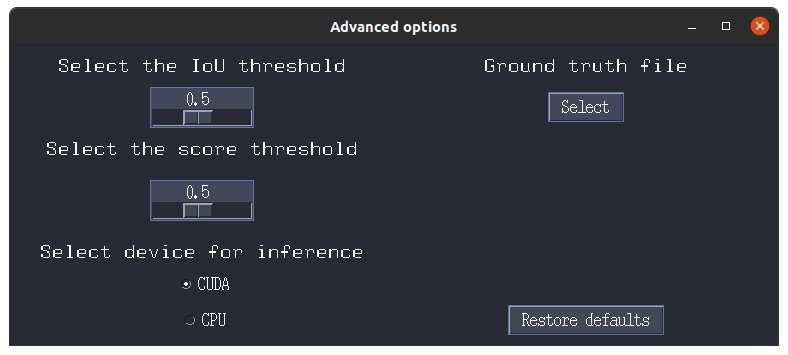 Advanced options
Select the IoU threshold
0.5
Select the score threshold
0.5
Select device for inference
CUDA
CPU
Ground truth file
Select
Restore defaults